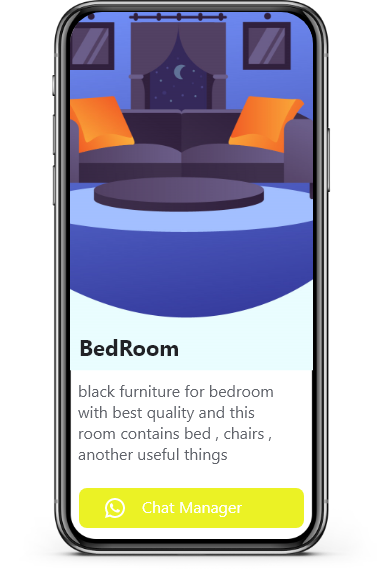 BedRoom
black furniture for bedroom
with best quality and this
room contains bed , chairs ,
another useful things
Chat Manager